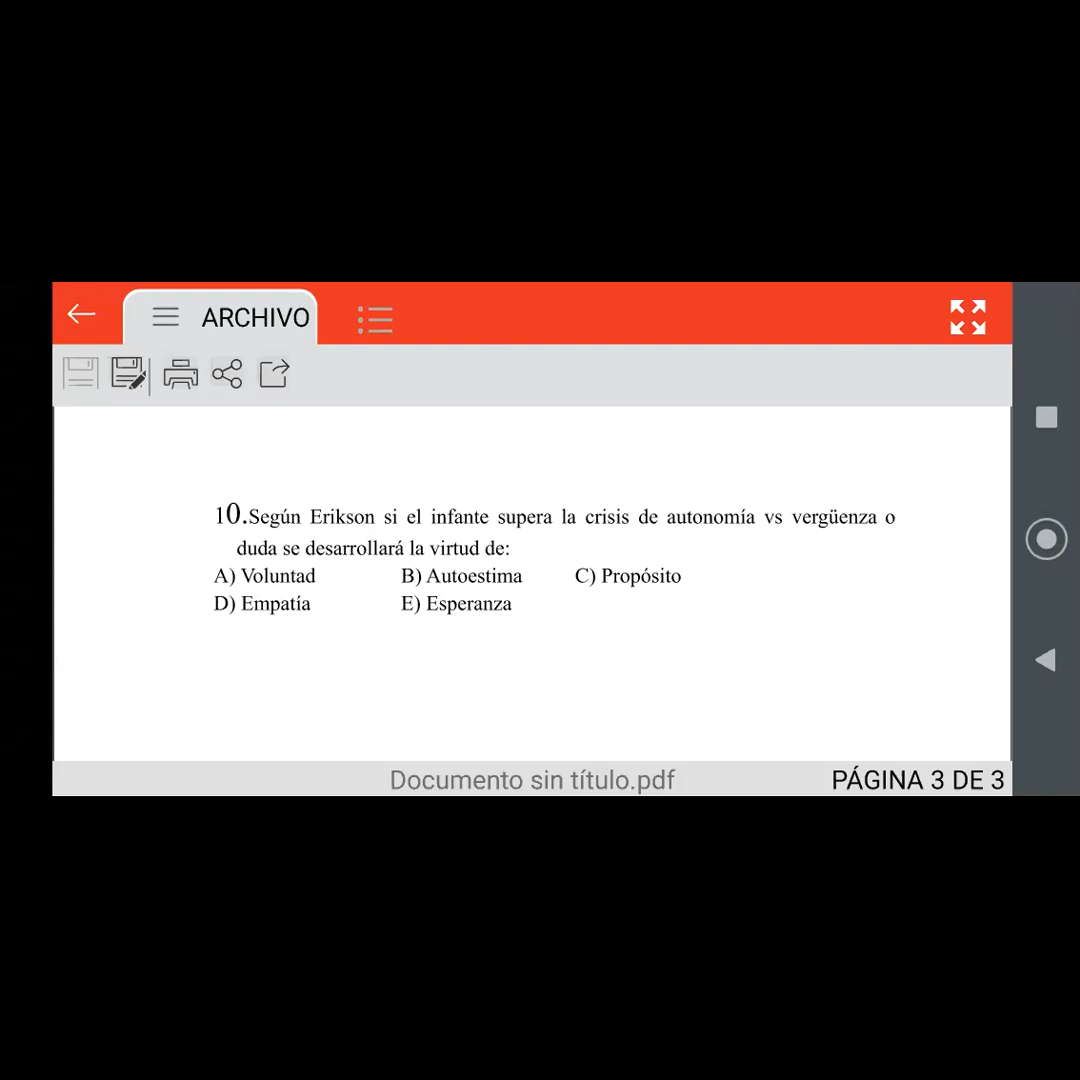 ARCHIVO
10.Según Erikson si el infante supera la crisis de autonomía vs vergüenza o
duda se desarrollará la virtud de:
A) Voluntad B) Autoestima C) Propósito
D) Empatía E) Esperanza
Documento sin título.pdf PÁGINA 3 DE 3